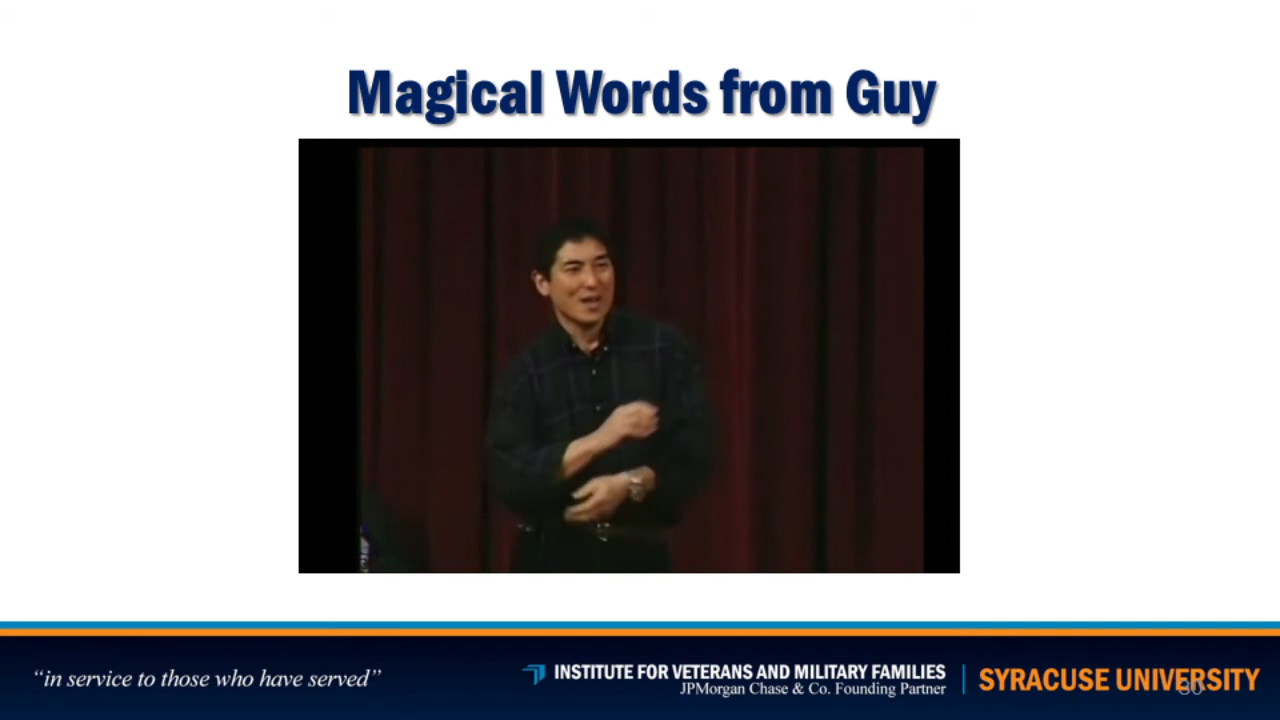 Magical Words from Guy
“in service to those who have served”
INSTITUTE FOR VETERANS AND MILITARY FAMILIES
JPMorgan Chase & Co. Founding Partner
SYRACUSE UNIVERSITY